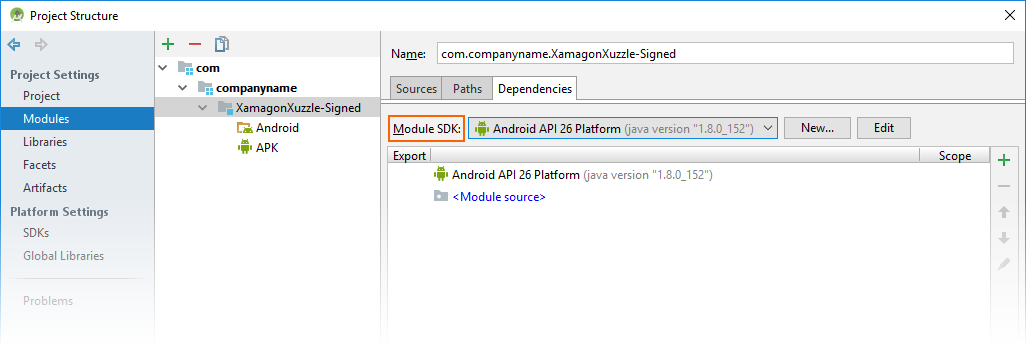 Project Structure
Project Settings
Project
Modules
Libraries
Facets
Artifacts
Platform Settings
SDKs
Global Libraries
Problems
com
companyname
XamagonXuzzle-Signed
Android
APK
Name: com.companyname.XamagonXuzzle-Signed
Sources Paths Dependencies
Module SDK: Android API 26 Platform (java version "1.8.0_152") New... Edit
Export Scope
Android API 26 Platform (java version "1.8.0_152")
<Module source>